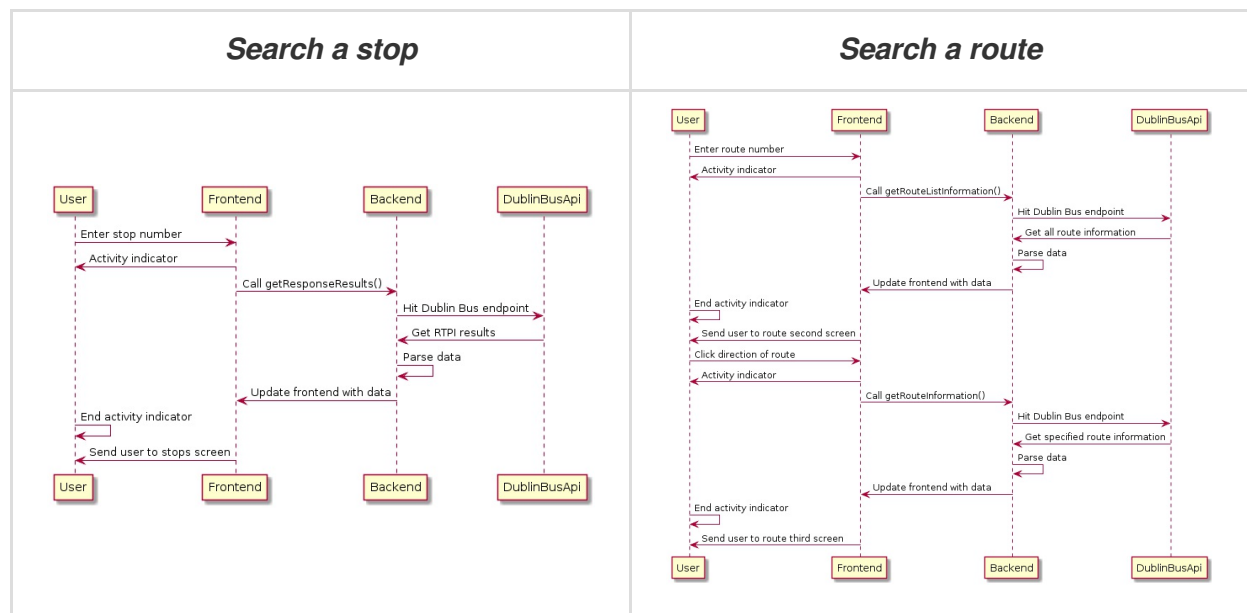 Search a stop
Search a route
User Frontend Backend DublinBusApi
Enter stop number
Activity indicator
Call getResponseResults()
Hit Dublin Bus endpoint
Get RTPI results
Parse data
Update frontend with data
End activity indicator
Send user to stops screen
User Frontend Backend DublinBusApi
User Frontend Backend DublinBusApi
Enter route number
Activity indicator
Call getRouteListInformation()
Hit Dublin Bus endpoint
Get all route information
Parse data
Update frontend with data
End activity indicator
Send user to route second screen
Click direction of route
Activity indicator
Call getRouteInformation()
Hit Dublin Bus endpoint
Get specified route information
Parse data
Update frontend with data
End activity indicator
Send user to route third screen
User Frontend Backend DublinBusApi